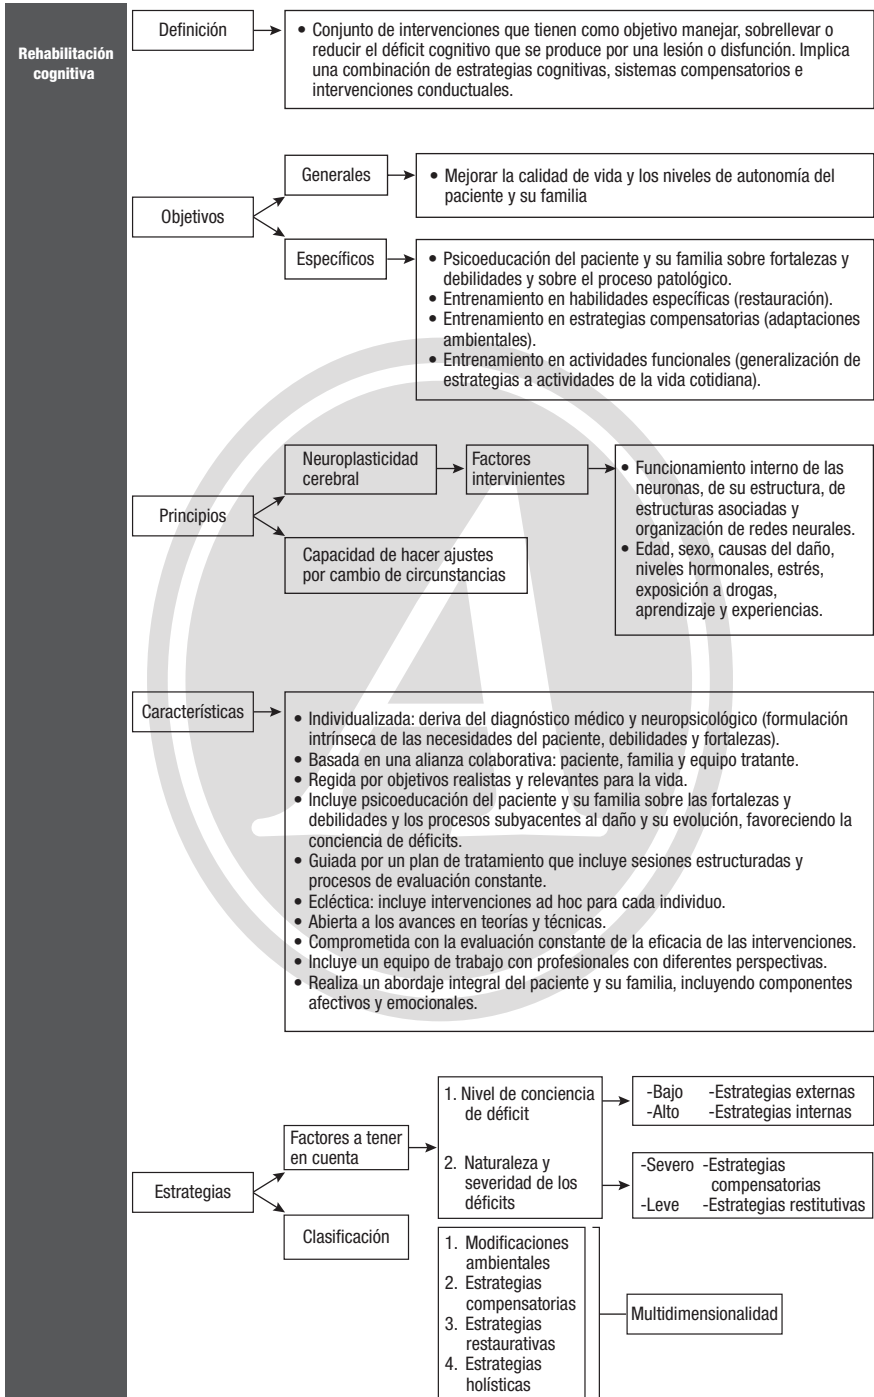 Rehabilitación
cognitiva
Definición
• Conjunto de intervenciones que tienen como objetivo manejar, sobrellevar o
reducir el déficit cognitivo que se produce por una lesión o disfunción. Implica
una combinación de estrategias cognitivas, sistemas compensatorios e
intervenciones conductuales.
Objetivos
Generales
• Mejorar la calidad de vida y los niveles de autonomía del
paciente y su familia
Específicos
• Psicoeducación del paciente y su familia sobre fortalezas y
debilidades y sobre el proceso patológico.
• Entrenamiento en habilidades específicas (restauración).
• Entrenamiento en estrategias compensatorias (adaptaciones
ambientales).
• Entrenamiento en actividades funcionales (generalización de
estrategias a actividades de la vida cotidiana).
Principios
Neuroplasticidad
cerebral
Factores
intervinientes
• Funcionamiento interno de las
neuronas, de su estructura, de
estructuras asociadas y
organización de redes neurales.
• Edad, sexo, causas del daño,
niveles hormonales, estrés,
exposición a drogas,
aprendizaje y experiencias.
Capacidad de hacer ajustes
por cambio de circunstancias
Características
• Individualizada: deriva del diagnóstico médico y neuropsicológico (formulación
intrínseca de las necesidades del paciente, debilidades y fortalezas).
• Basada en una alianza colaborativa: paciente, familia y equipo tratante.
• Regida por objetivos realistas y relevantes para la vida.
• Incluye psicoeducación del paciente y su familia sobre las fortalezas y
debilidades y los procesos subyacentes al daño y su evolución, favoreciendo la
conciencia de déficits.
• Guiada por un plan de tratamiento que incluye sesiones estructuradas y
procesos de evaluación constante.
• Ecléctica: incluye intervenciones ad hoc para cada individuo.
• Abierta a los avances en teorías y técnicas.
• Comprometida con la evaluación constante de la eficacia de las intervenciones.
• Incluye un equipo de trabajo con profesionales con diferentes perspectivas.
• Realiza un abordaje integral del paciente y su familia, incluyendo componentes
afectivos y emocionales.
Estrategias
Factores a tener
en cuenta
1. Nivel de conciencia
de déficit
-Bajo -Estrategias externas
-Alto -Estrategias internas
2. Naturaleza y
severidad de los
déficits
-Severo -Estrategias
compensatorias
-Leve -Estrategias restitutivas
Clasificación
1. Modificaciones
ambientales
2. Estrategias
compensatorias
3. Estrategias
restaurativas
4. Estrategias
holísticas
Multidimensionalidad
A